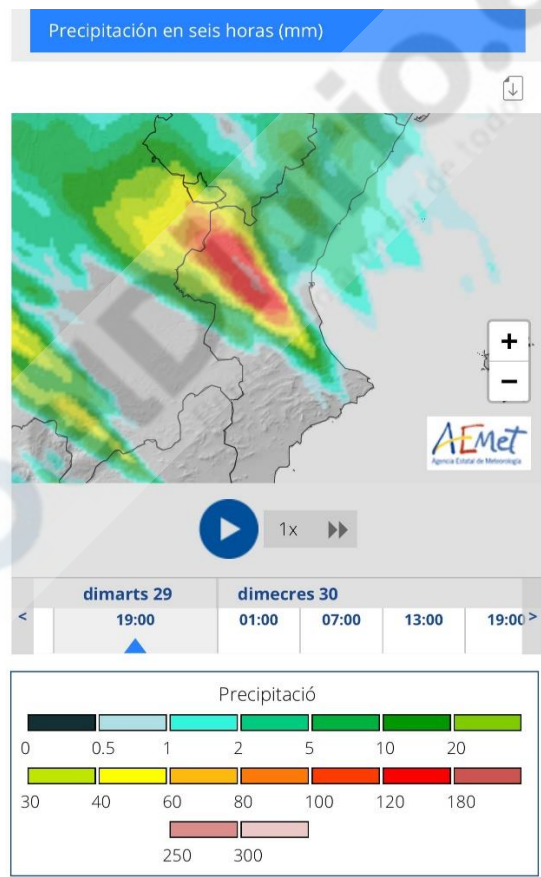 Precipitación en seis horas (mm)
+
−
AEMet
Agencia Estatal de Meteorología
1x
dimarts 29
dimecres 30
<
19:00
01:00
07:00
13:00
19:00
>
Precipitació
0 0.5 1 2 5 10 20
30 40 60 80 100 120 180
250 300